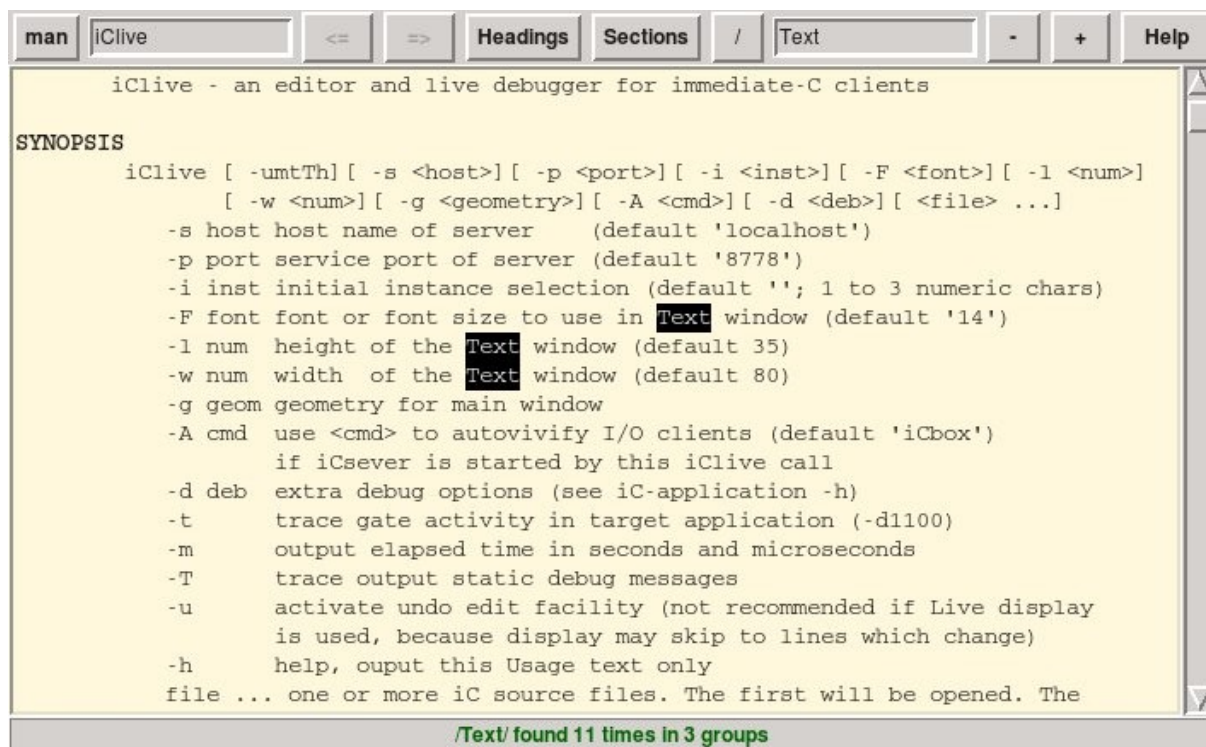 man iClive <= => Headings Sections / Text - + Help
iClive - an editor and live debugger for immediate-C clients
SYNOPSIS
iClive [ -umtTh][ -s <host>][ -p <port>][ -i <inst>][ -F <font>][ -l <num>]
[ -w <num>][ -g <geometry>][ -A <cmd>][ -d <deb>][ <file> ...]
-s host host name of server (default 'localhost')
-p port service port of server (default '8778')
-i inst initial instance selection (default ''; 1 to 3 numeric chars)
-F font font or font size to use in Text window (default '14')
-l num height of the Text window (default 35)
-w num width of the Text window (default 80)
-g geom geometry for main window
-A cmd use <cmd> to autovivify I/O clients (default 'iCbox')
if iCsever is started by this iClive call
-d deb extra debug options (see iC-application -h)
-t trace gate activity in target application (-d1100)
-m output elapsed time in seconds and microseconds
-T trace output static debug messages
-u activate undo edit facility (not recommended if Live display
is used, because display may skip to lines which change)
-h help, ouput this Usage text only
file ... one or more iC source files. The first will be opened. The
/Text/ found 11 times in 3 groups